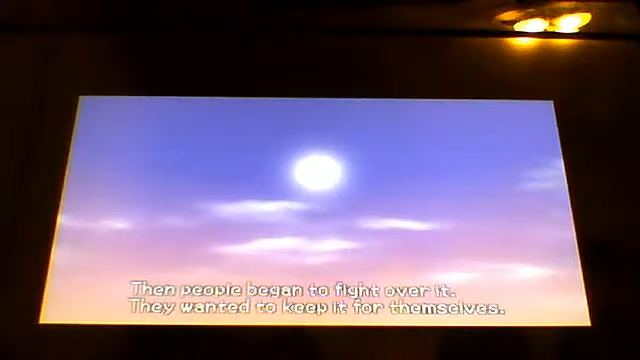 Then people began to fight over it.
They wanted to keep it for themselves.